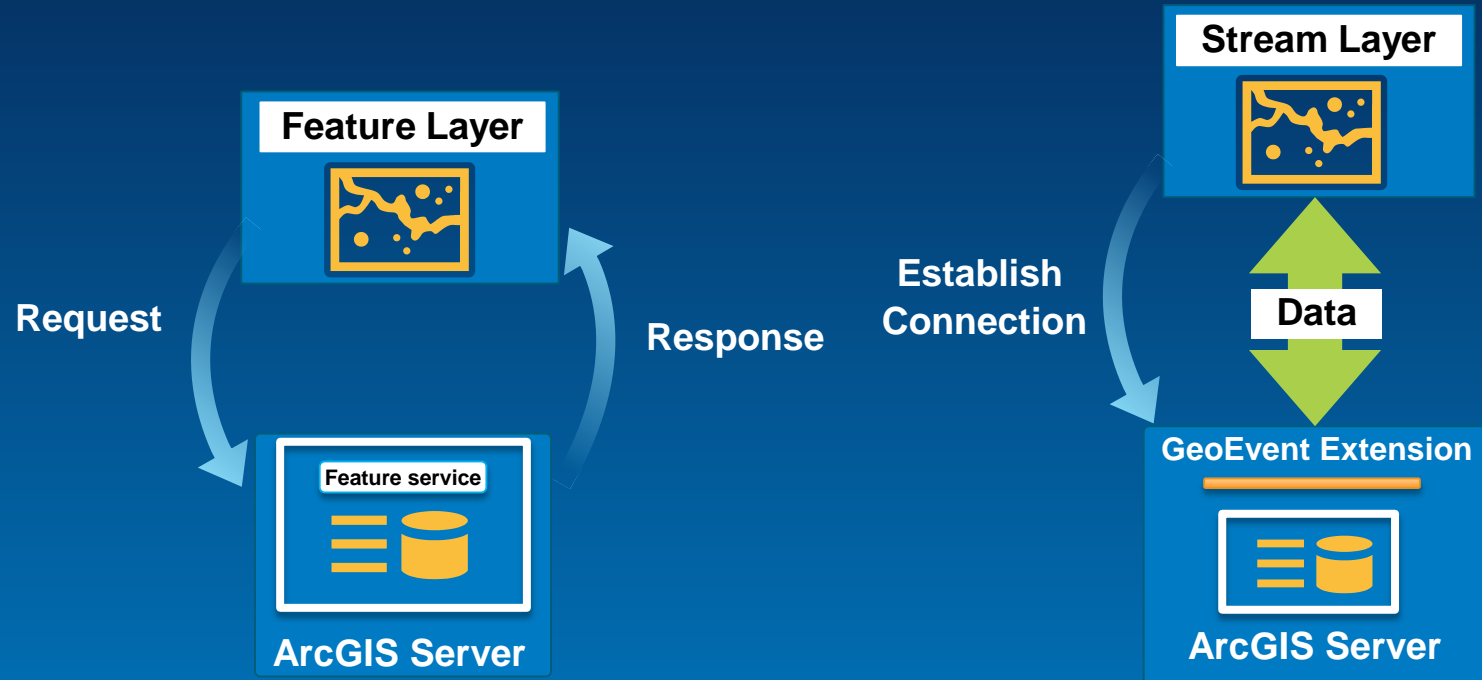 Feature Layer
Request
Response
Feature service
ArcGIS Server
Stream Layer
Establish
Connection
Data
GeoEvent Extension
ArcGIS Server